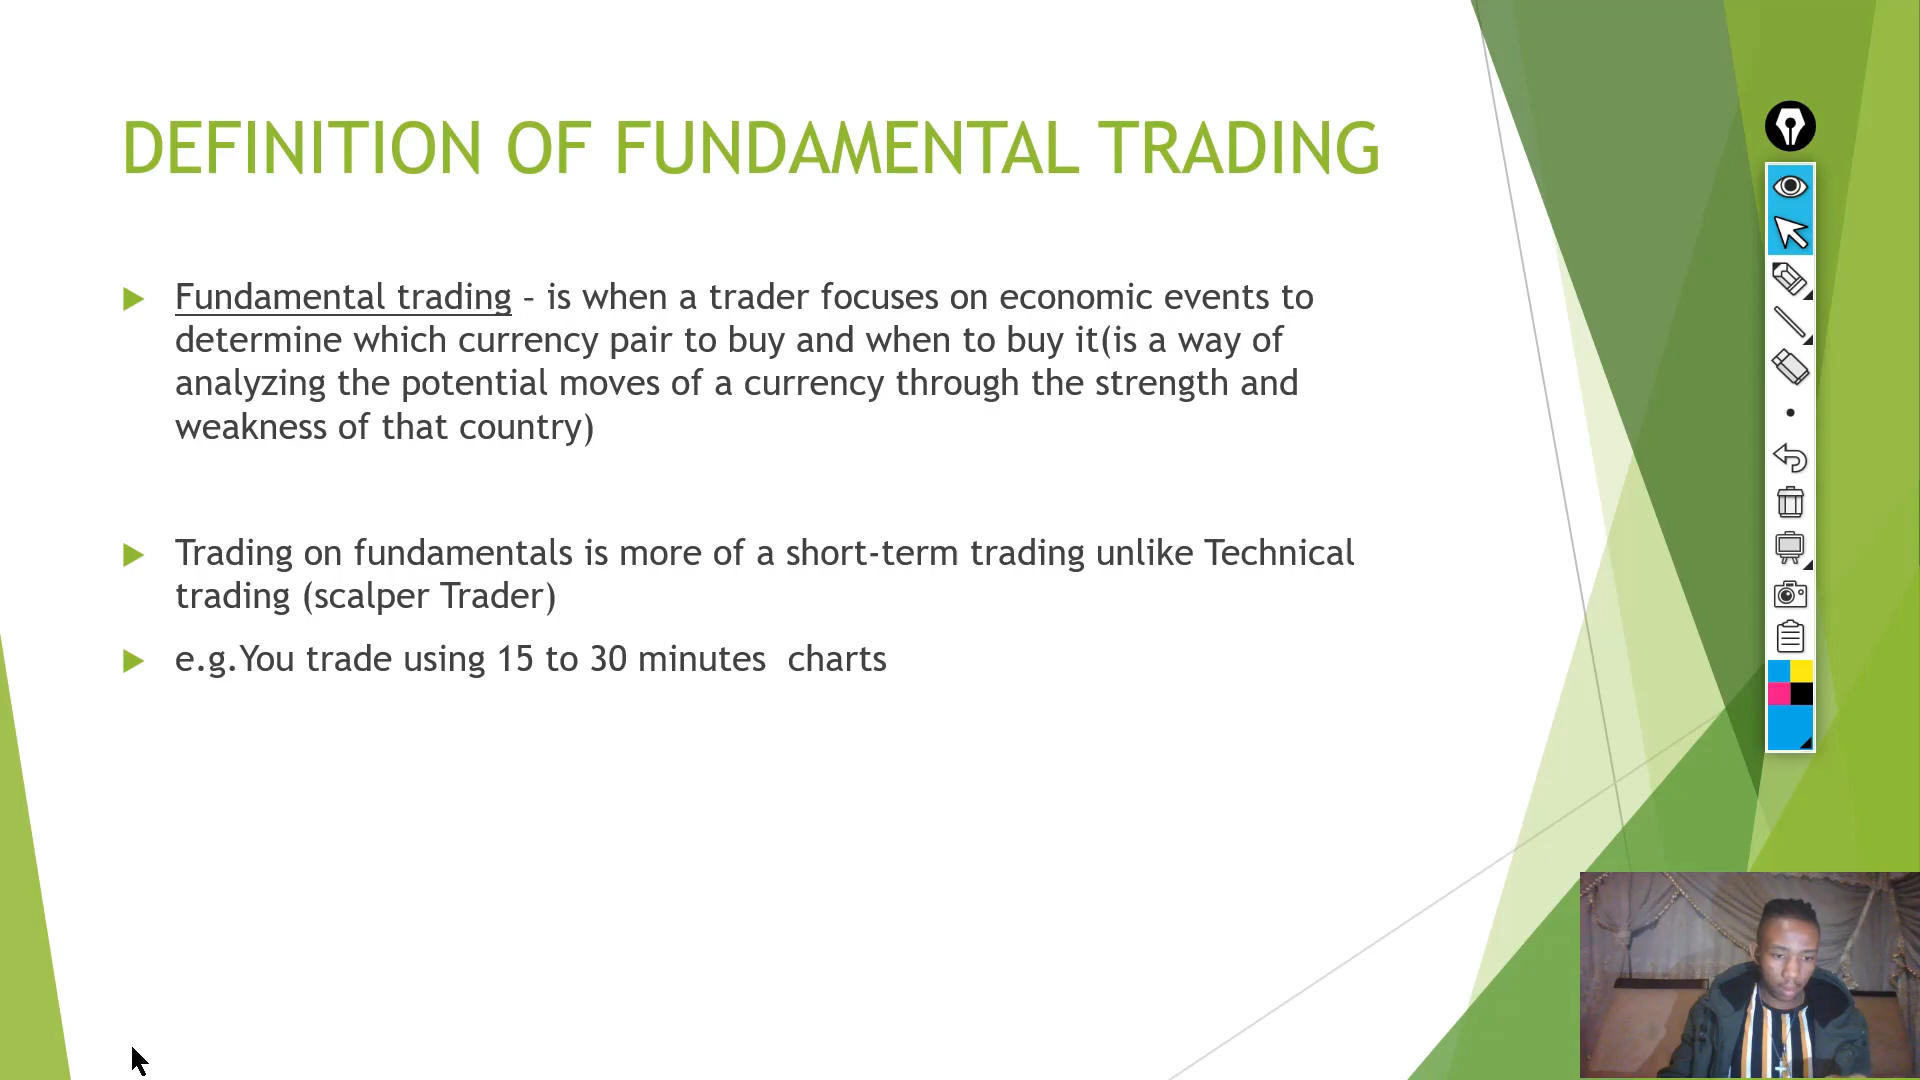 DEFINITION OF FUNDAMENTAL TRADING
Fundamental trading – is when a trader focuses on economic events to
determine which currency pair to buy and when to buy it(is a way of
analyzing the potential moves of a currency through the strength and
weakness of that country)
Trading on fundamentals is more of a short-term trading unlike Technical
trading (scalper Trader)
e.g.You trade using 15 to 30 minutes  charts